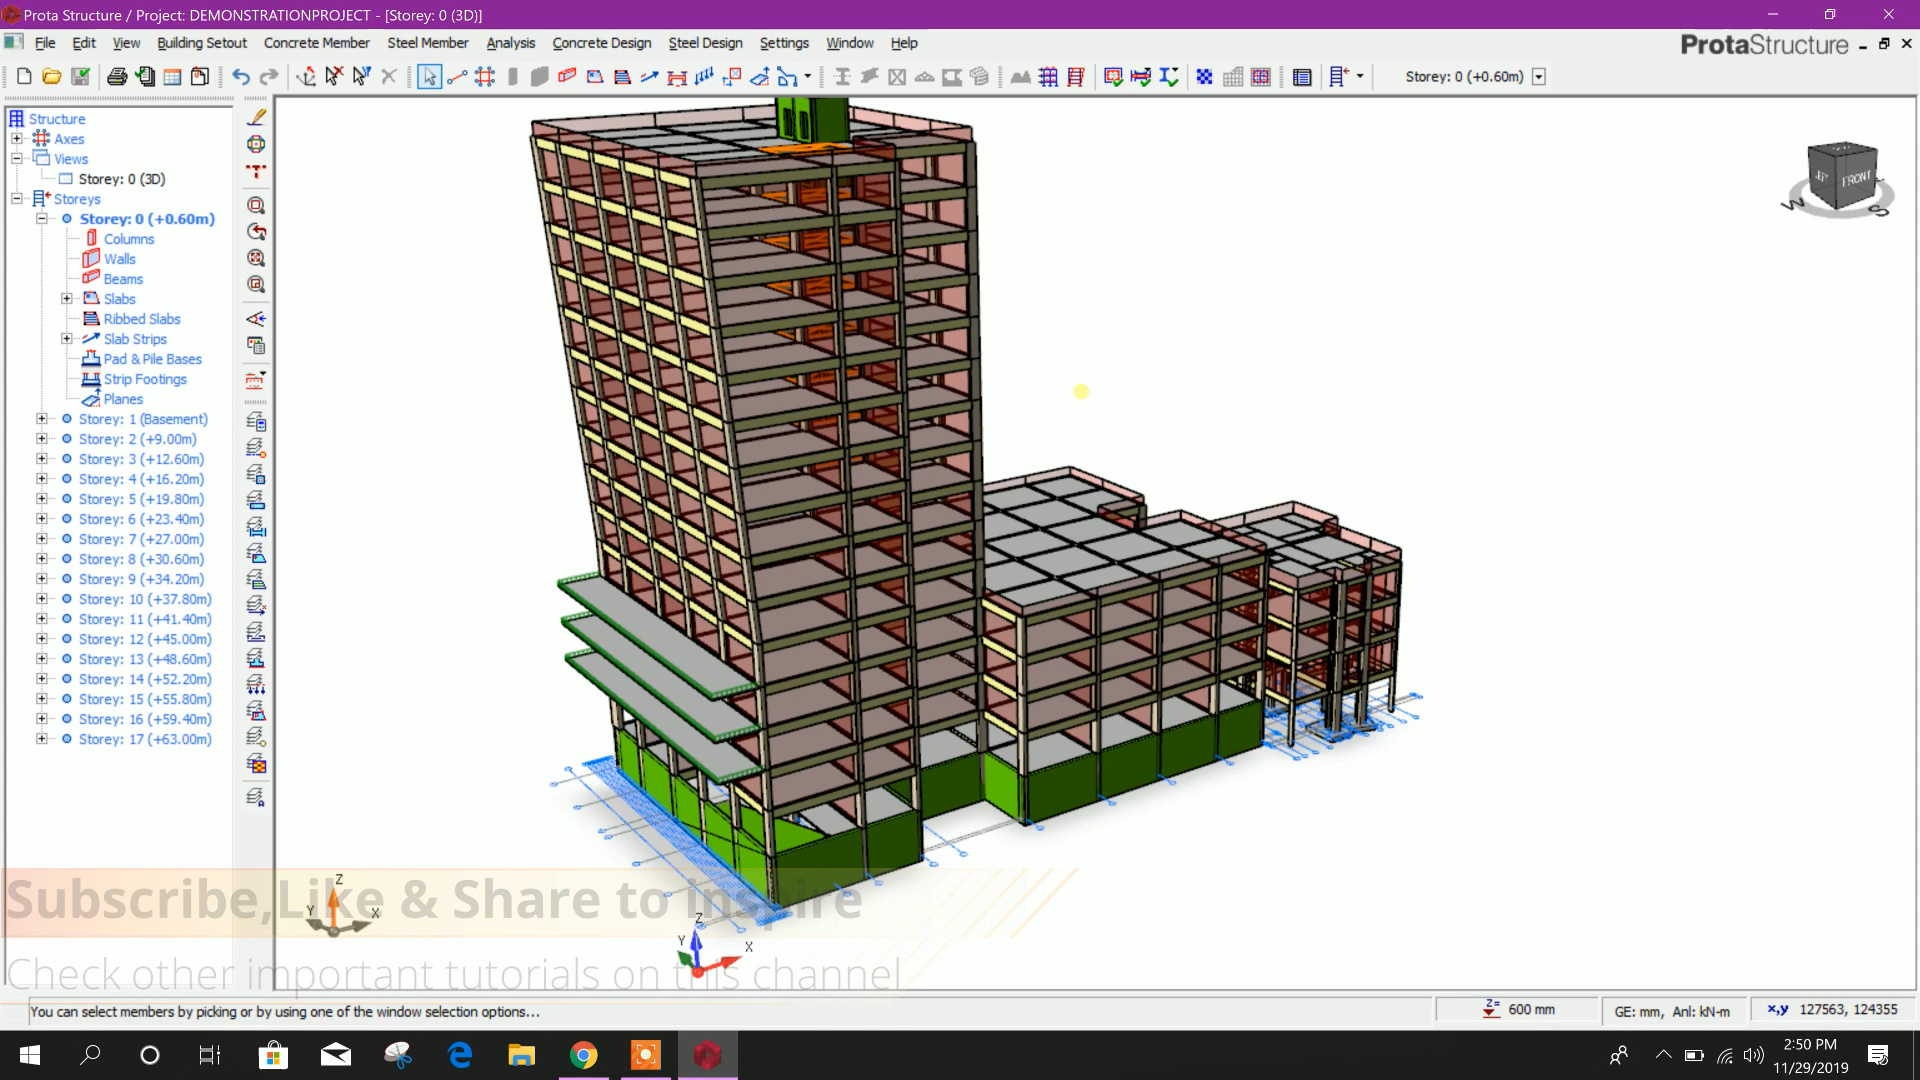 Prota Structure / Project: DEMONSTRATIONPROJECT - [Storey: 0 (3D)]
File Edit View Building Setout Concrete Member Steel Member Analysis Concrete Design Steel Design Settings Window Help
ProtaStructure
Storey: 0 (+0.60m)
Structure
Axes
Views
Storey: 0 (3D)
Storeys
Storey: 0 (+0.60m)
Columns
Walls
Beams
Slabs
Ribbed Slabs
Slab Strips
Pad & Pile Bases
Strip Footings
Planes
Storey: 1 (Basement)
Storey: 2 (+9.00m)
Storey: 3 (+12.60m)
Storey: 4 (+16.20m)
Storey: 5 (+19.80m)
Storey: 6 (+23.40m)
Storey: 7 (+27.00m)
Storey: 8 (+30.60m)
Storey: 9 (+34.20m)
Storey: 10 (+37.80m)
Storey: 11 (+41.40m)
Storey: 12 (+45.00m)
Storey: 13 (+48.60m)
Storey: 14 (+52.20m)
Storey: 15 (+55.80m)
Storey: 16 (+59.40m)
Storey: 17 (+63.00m)
FRONT
W S
Z
Y X
Z
Y X
Subscribe,Like & Share to inspire
Check other important tutorials on this channel
You can select members by picking or by using one of the window selection options...
Z= 600 mm
GE: mm, Anl: kN-m
x,y 127563, 124355
2:50 PM
11/29/2019